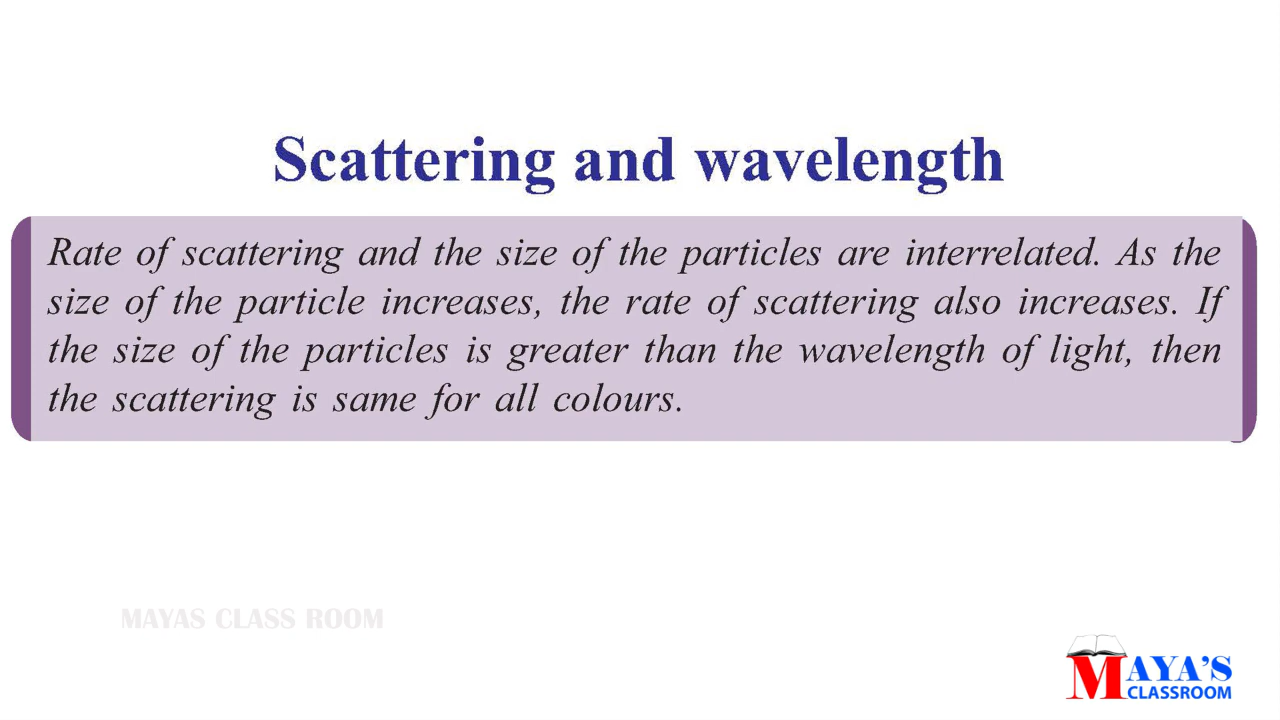 Scattering and wavelength
Rate of scattering and the size of the particles are interrelated. As the
size of the particle increases, the rate of scattering also increases. If
the size of the particles is greater than the wavelength of light, then
the scattering is same for all colours.
MAYAS CLASS ROOM
MAYA'S
CLASSROOM